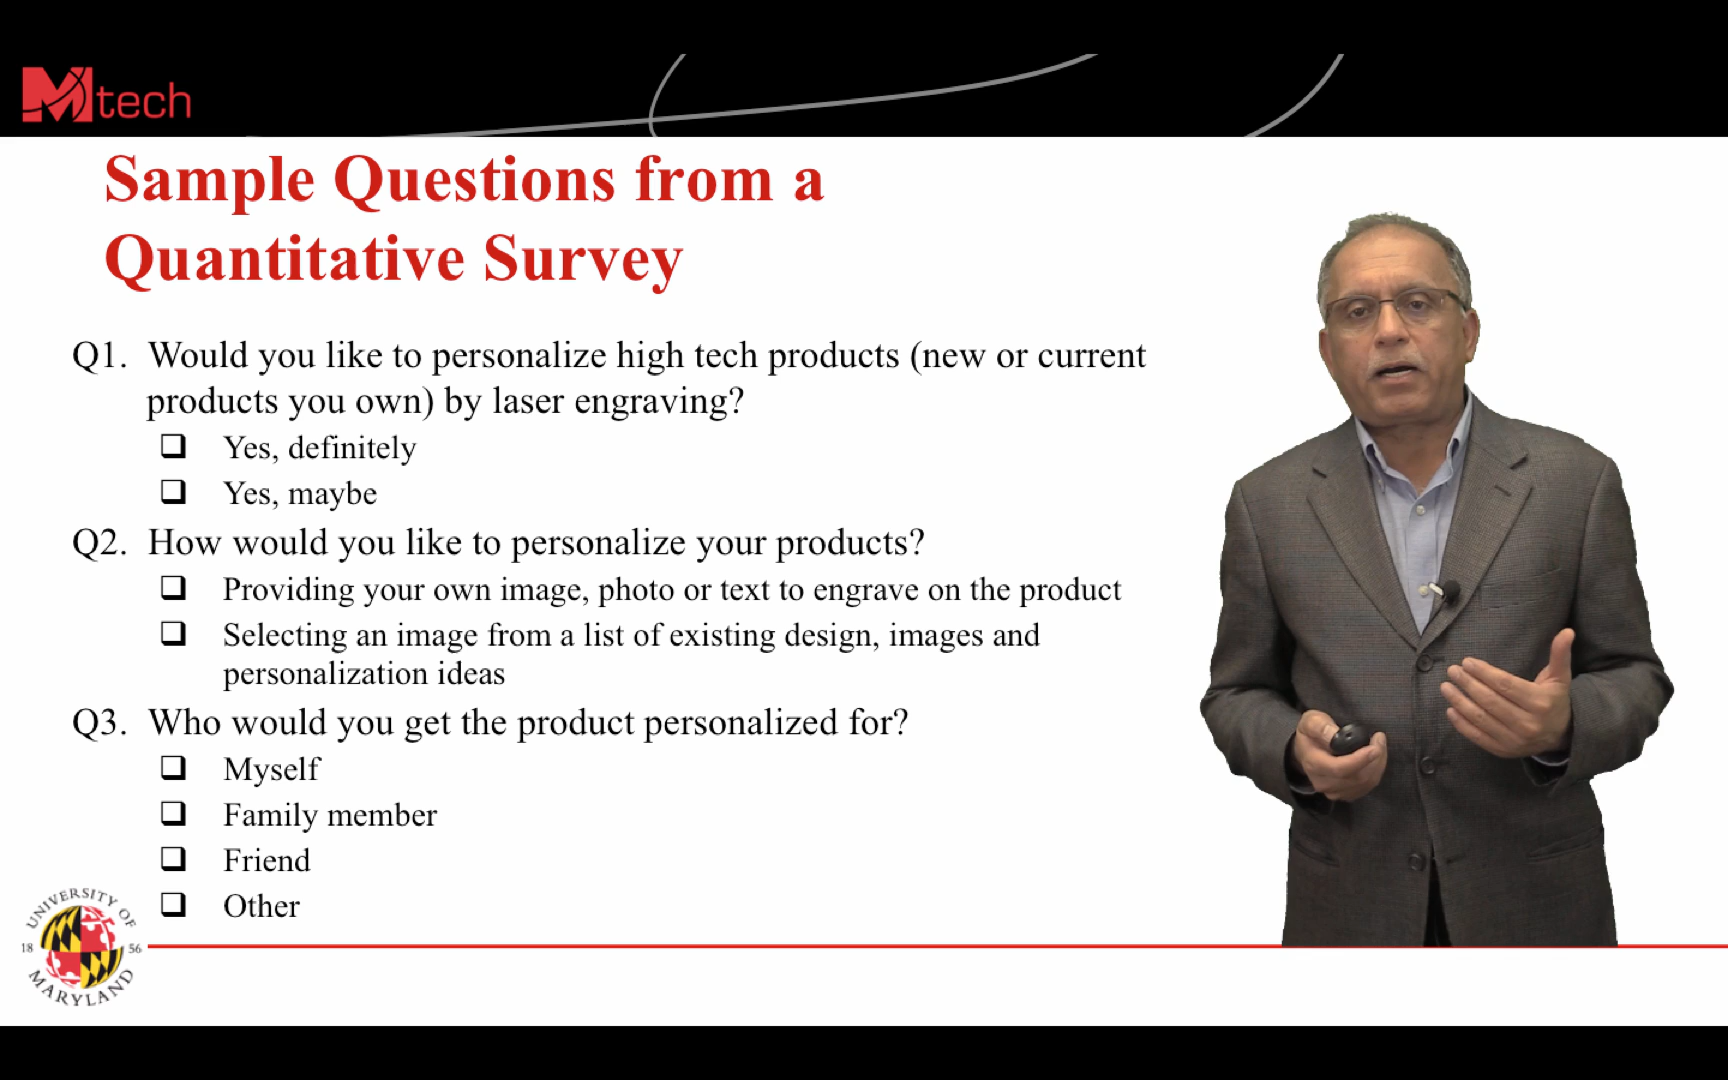 Mtech
Sample Questions from a
Quantitative Survey
Q1. Would you like to personalize high tech products (new or current
products you own) by laser engraving?
Yes, definitely
Yes, maybe
Q2. How would you like to personalize your products?
Providing your own image, photo or text to engrave on the product
Selecting an image from a list of existing design, images and
personalization ideas
Q3. Who would you get the product personalized for?
Myself
Family member
Friend
Other
UNIVERSITY OF
18 56
MARYLAND